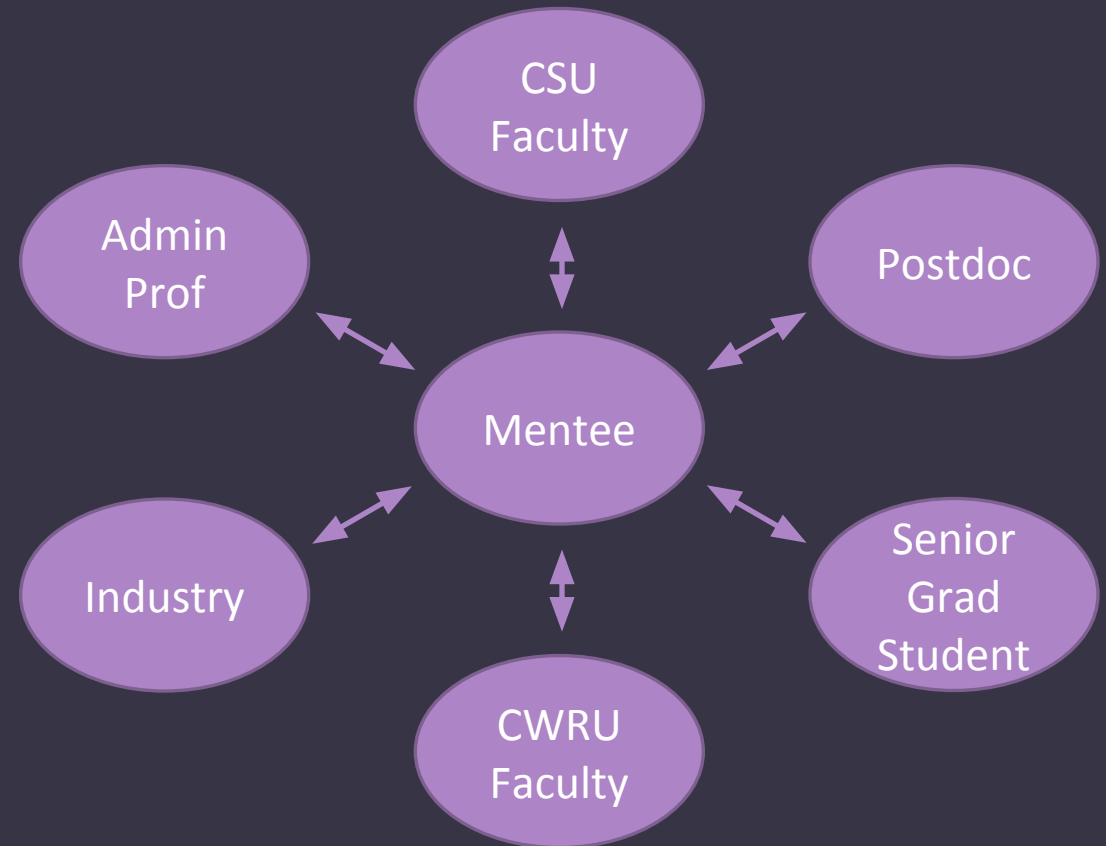 CSU
Faculty
Admin
Prof
Postdoc
Mentee
Industry
Senior
Grad
Student
CWRU
Faculty